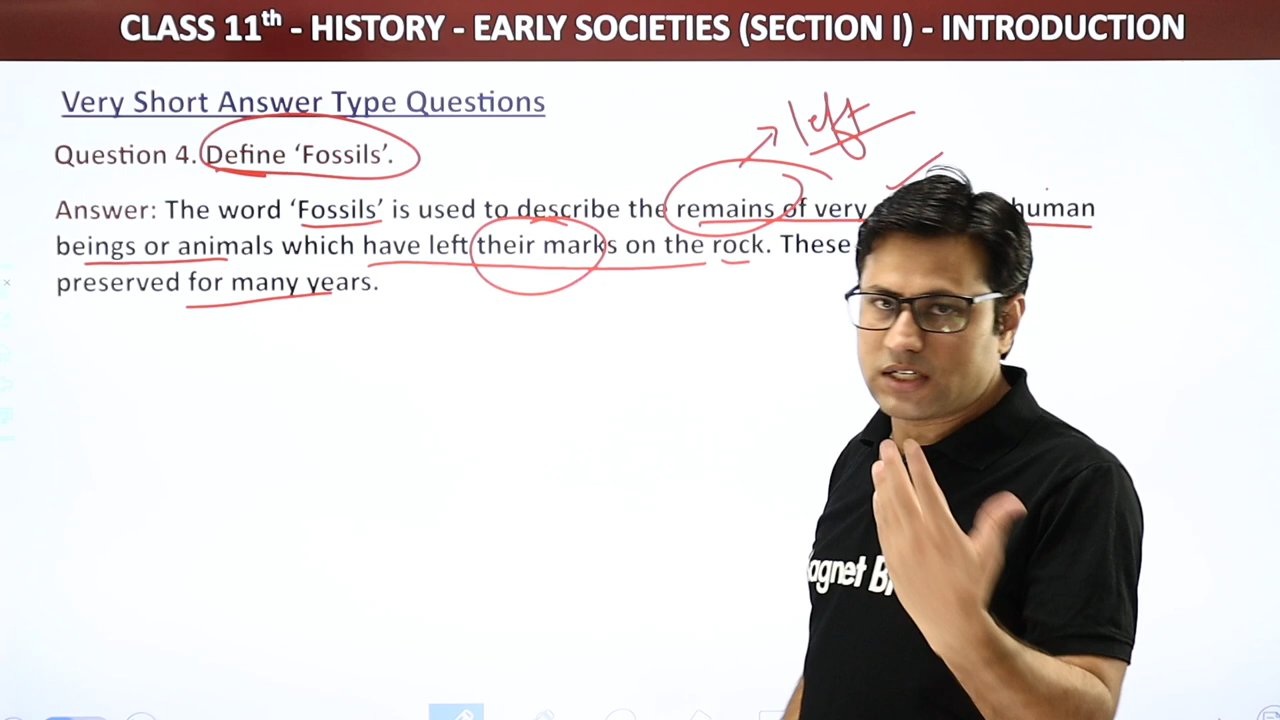 CLASS 11th - HISTORY - EARLY SOCIETIES (SECTION I) - INTRODUCTION
Very Short Answer Type Questions
left
Question 4. Define ‘Fossils’.
Answer: The word ‘Fossils’ is used to describe the remains of very human
beings or animals which have left their marks on the rock. These
preserved for many years.
agnet B